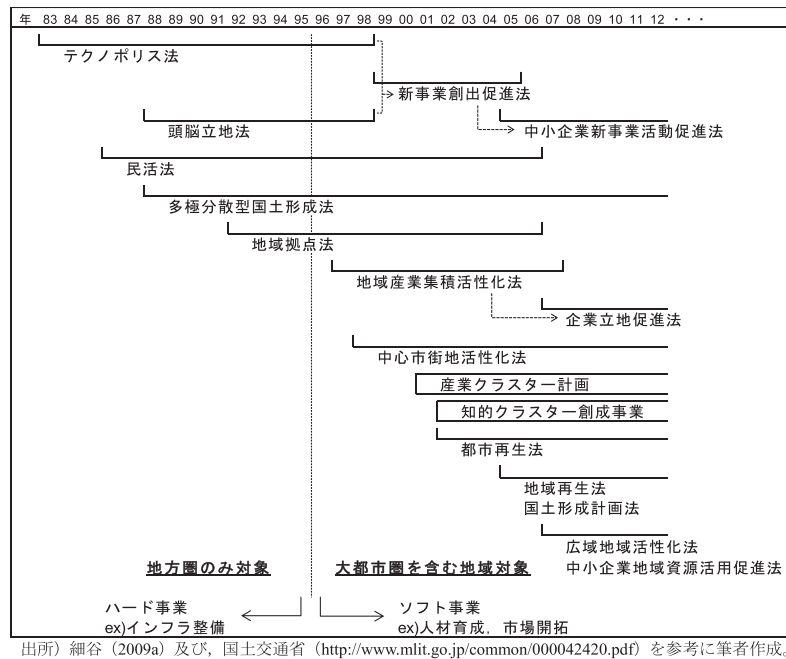 年 83 84 85 86 87 88 89 90 91 92 93 94 95 96 97 98 99 00 01 02 03 04 05 06 07 08 09 10 11 12 ・・・
テクノポリス法
新事業創出促進法
頭脳立地法
中小企業新事業活動促進法
民活法
多極分散型国土形成法
地域拠点法
地域産業集積活性化法
企業立地促進法
中心市街地活性化法
産業クラスター計画
知的クラスター創成事業
都市再生法
地域再生法
国土形成計画法
広域地域活性化法
地方圏のみ対象
大都市圏を含む地域対象
中小企業地域資源活用促進法
ハード事業
ex)インフラ整備
ソフト事業
ex)人材育成，市場開拓
出所）細谷（2009a）及び，国土交通省（http://www.mlit.go.jp/common/000042420.pdf）を参考に筆者作成。